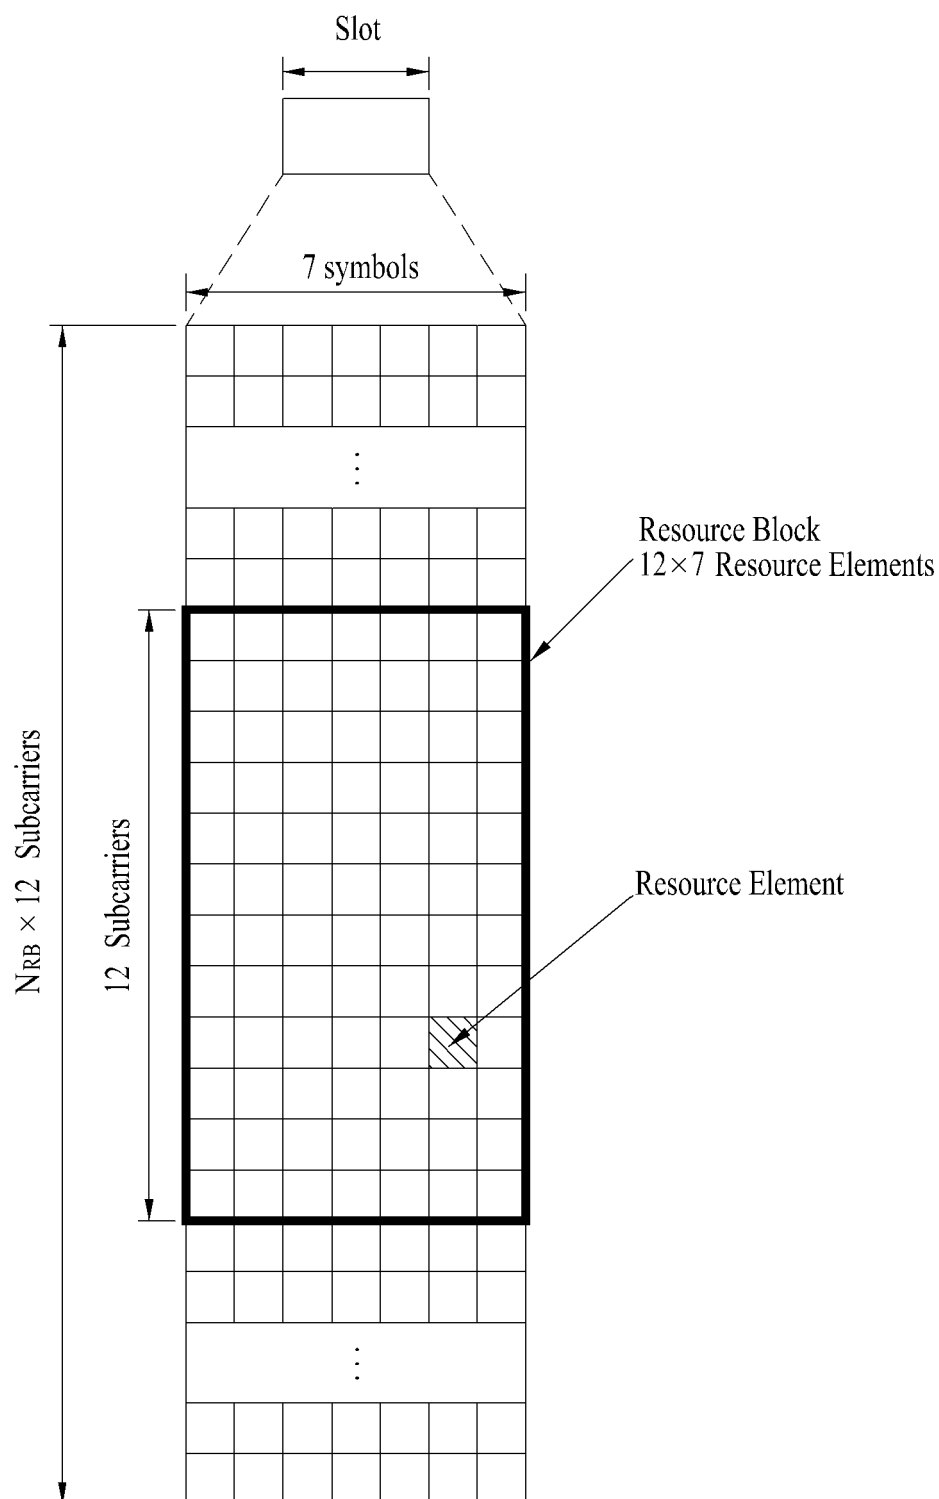 Slot
7 symbols
Resource Block
12×7 Resource Elements
NRB × 12 Subcarriers
12 Subcarriers
Resource Element